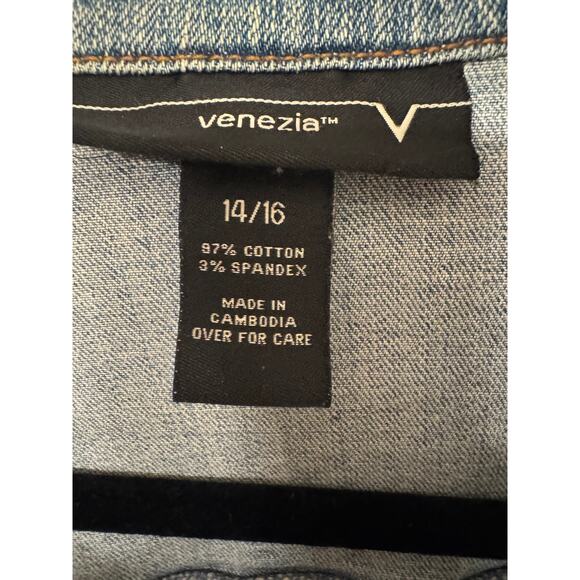 venezia™
14/16
97% COTTON
3% SPANDEX
MADE IN
CAMBODIA
OVER FOR CARE